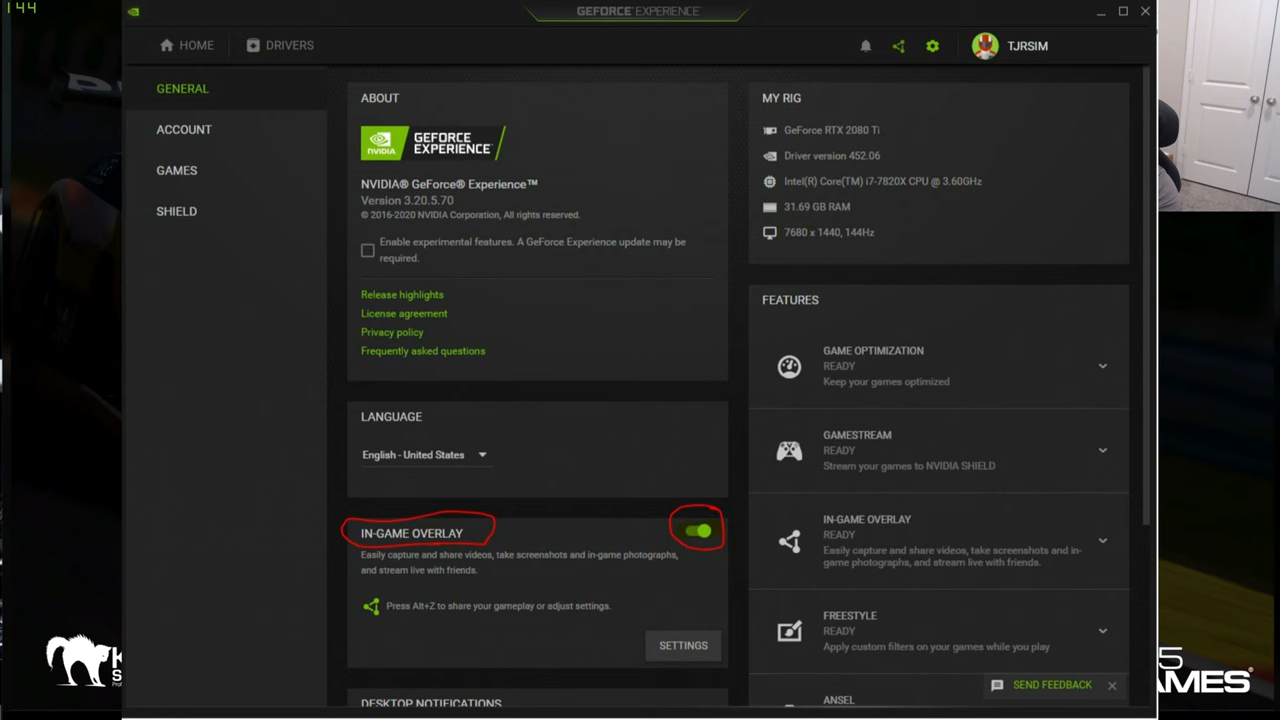 144
GEFORCE EXPERIENCE
HOME
DRIVERS
TJRSIM
GENERAL
ACCOUNT
GAMES
SHIELD
ABOUT
NVIDIA
GEFORCE
EXPERIENCE
NVIDIA® GeForce® Experience™
Version 3.20.5.70
© 2016-2020 NVIDIA Corporation, All rights reserved.
Enable experimental features. A GeForce Experience update may be
required.
Release highlights
License agreement
Privacy policy
Frequently asked questions
LANGUAGE
English - United States
IN-GAME OVERLAY
Easily capture and share videos, take screenshots and in-game photographs,
and stream live with friends.
Press Alt+Z to share your gameplay or adjust settings.
SETTINGS
DESKTOP NOTIFICATIONS
MY RIG
GeForce RTX 2080 Ti
Driver version 452.06
Intel(R) Core(TM) i7-7820X CPU @ 3.60GHz
31.69 GB RAM
7680 x 1440, 144Hz
FEATURES
GAME OPTIMIZATION
READY
Keep your games optimized
GAMESTREAM
READY
Stream your games to NVIDIA SHIELD
IN-GAME OVERLAY
READY
Easily capture and share videos, take screenshots and in-
game photographs, and stream live with friends.
FREESTYLE
READY
Apply custom filters on your games while you play
ANSEL
SEND FEEDBACK
5
AMES®